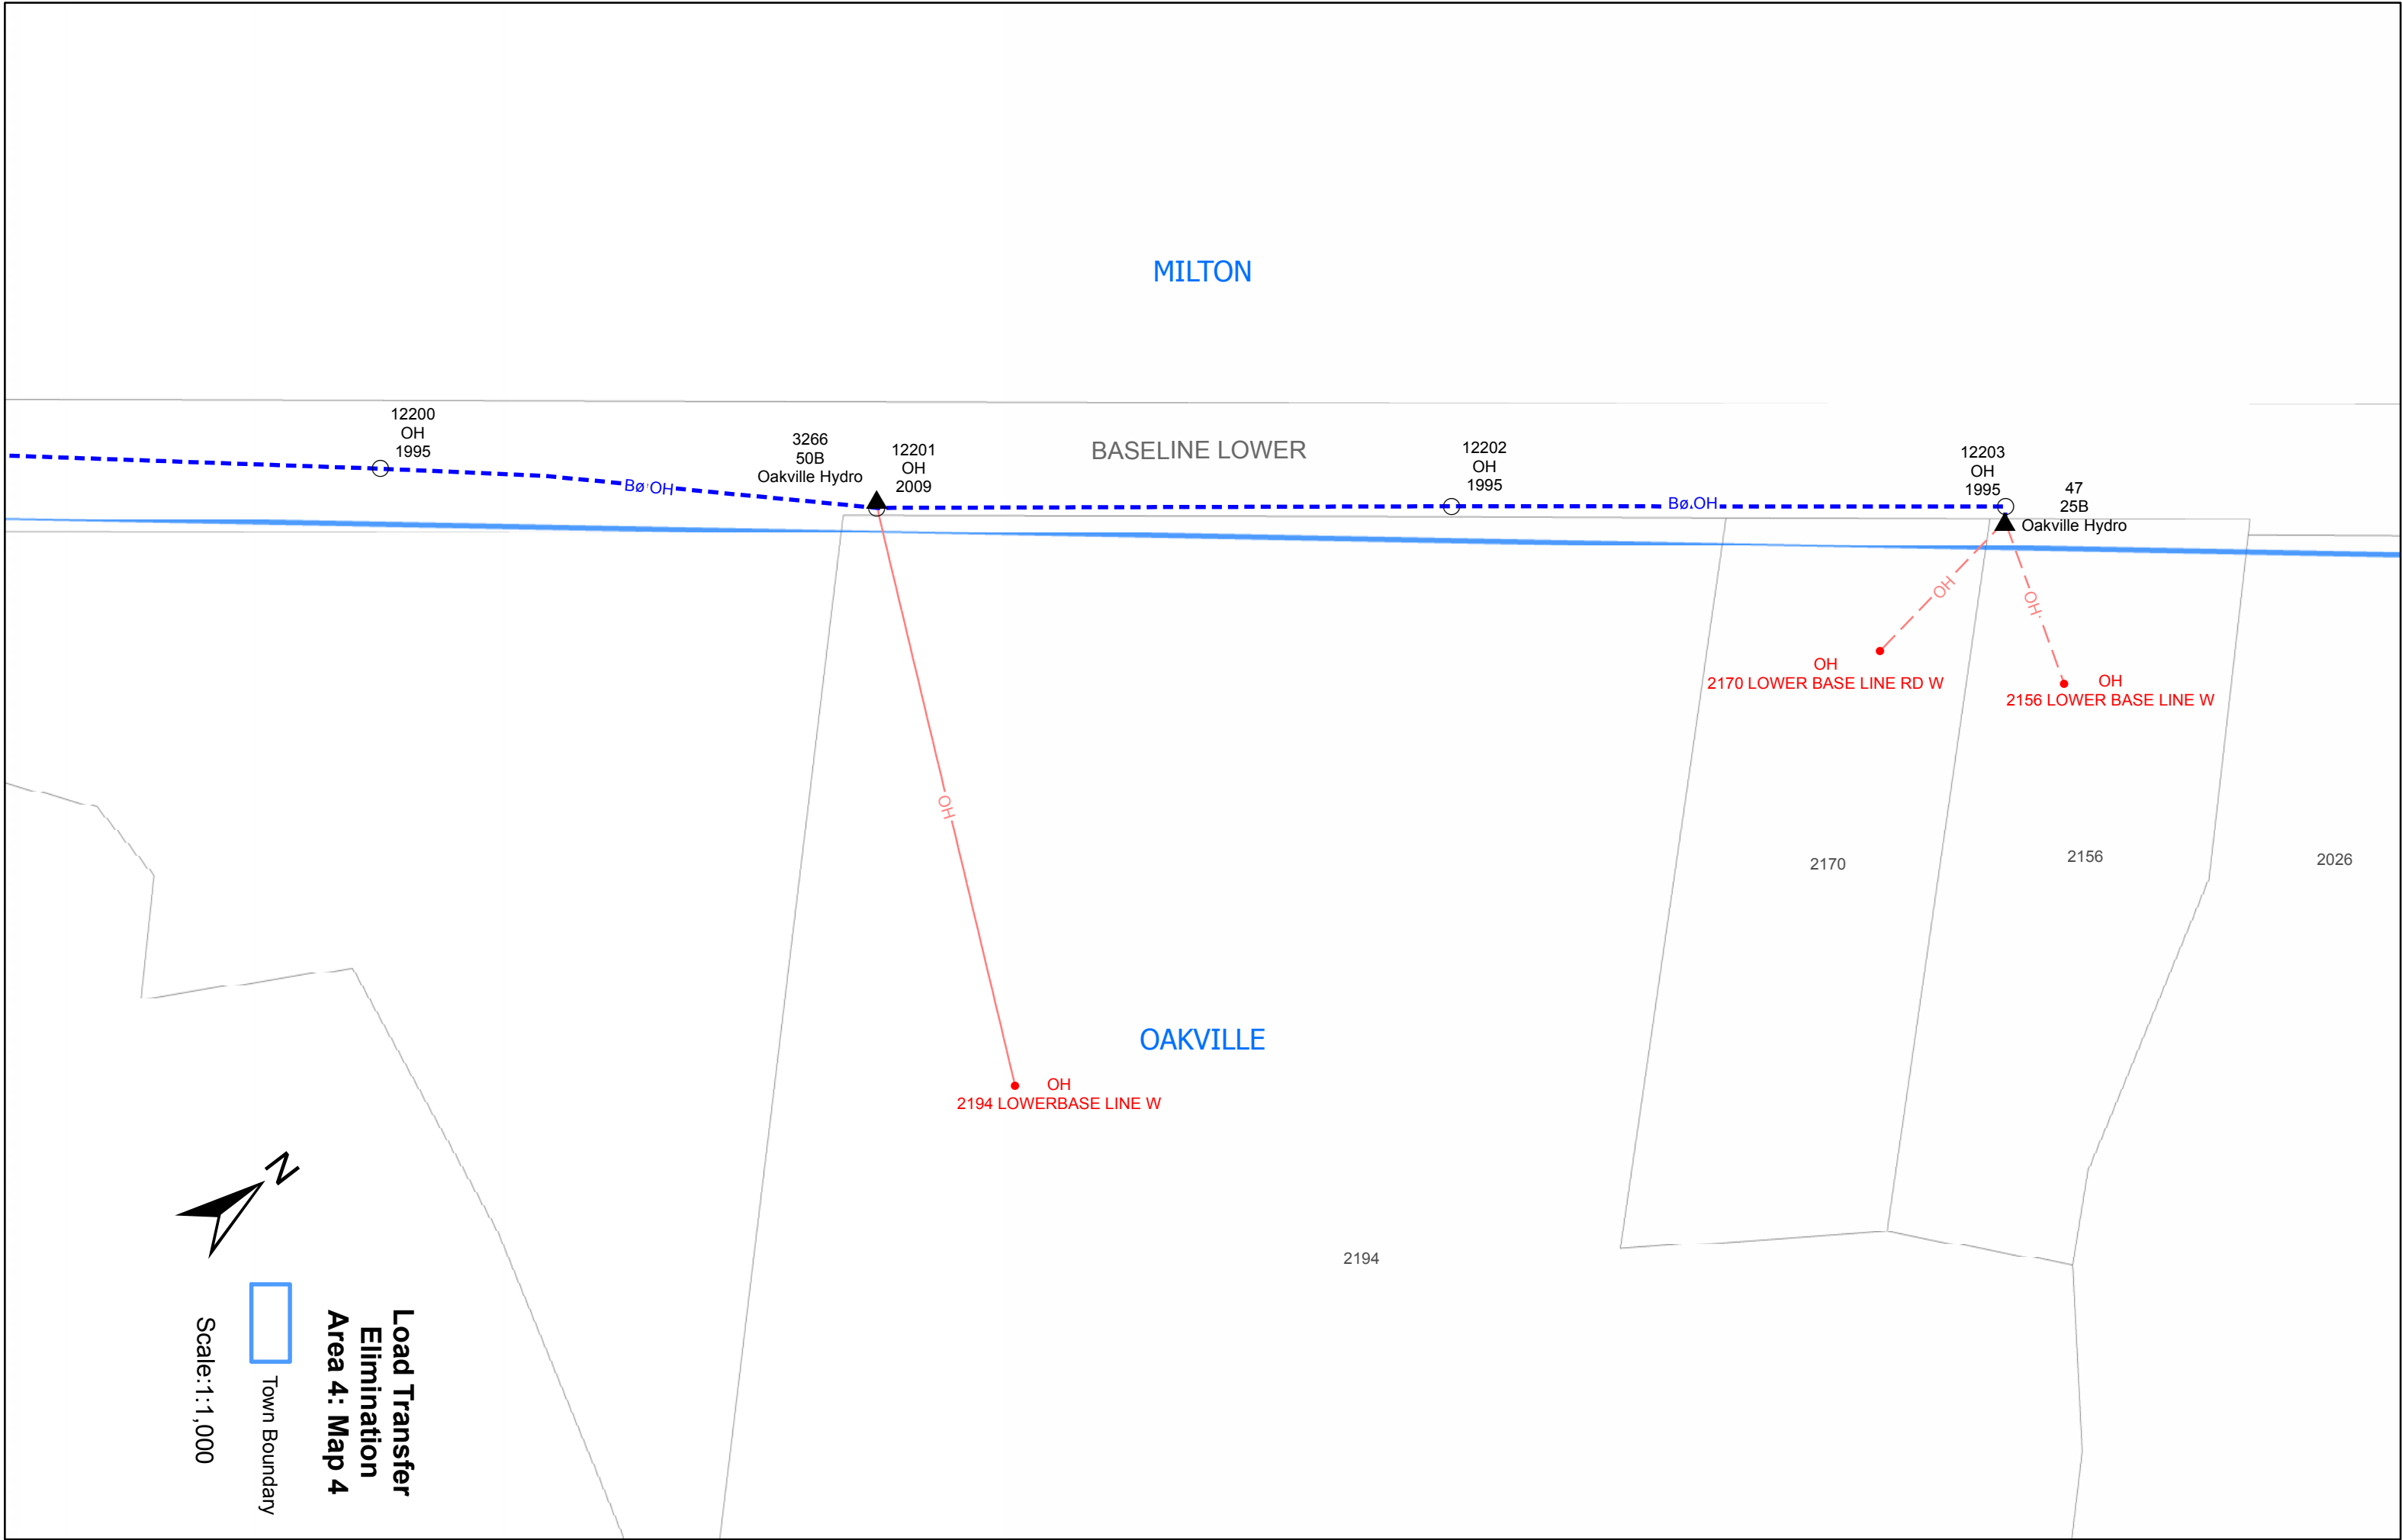 MILTON
12200
OH
1995
3266
50B
Oakville Hydro
12201
OH
2009
BASELINE LOWER
12202
OH
1995
12203
OH
1995
47
25B
Oakville Hydro
Bø OH
Bø OH
OH
OH
OH
2170 LOWER BASE LINE RD W
OH
2156 LOWER BASE LINE W
OH
2170
2156
2026
OAKVILLE
OH
2194 LOWERBASE LINE W
2194
N
Load Transfer
Elimination
Area 4: Map 4
Town Boundary
Scale:1:1,000